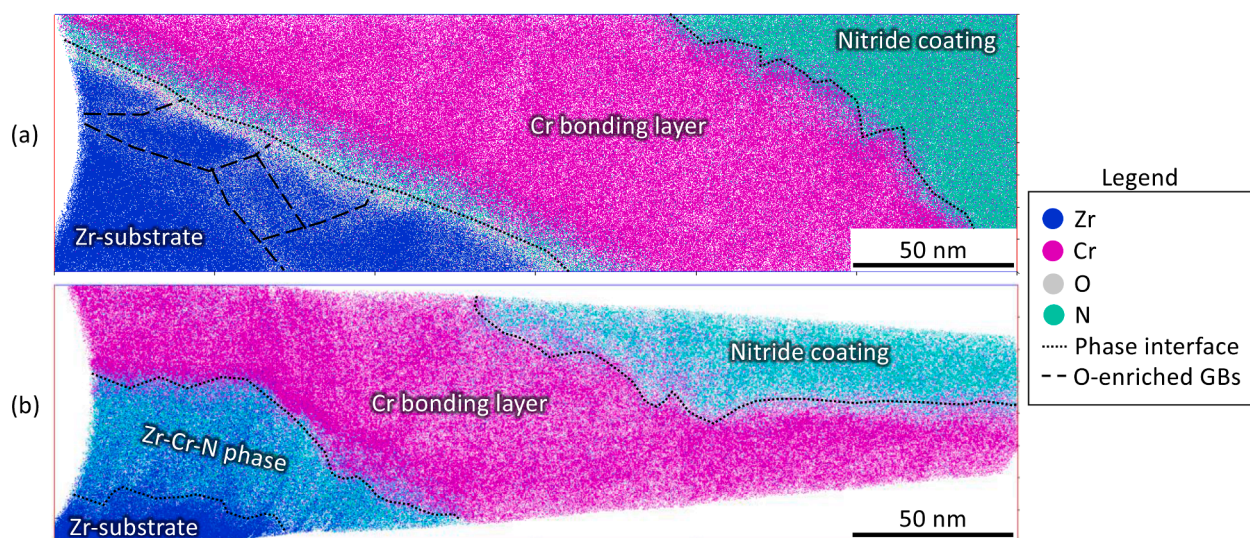 (a)
Nitride coating
Cr bonding layer
Zr-substrate
50 nm
(b)
Nitride coating
Cr bonding layer
Zr-Cr-N phase
Zr-substrate
50 nm
Legend
Zr
Cr
O
N
Phase interface
O-enriched GBs